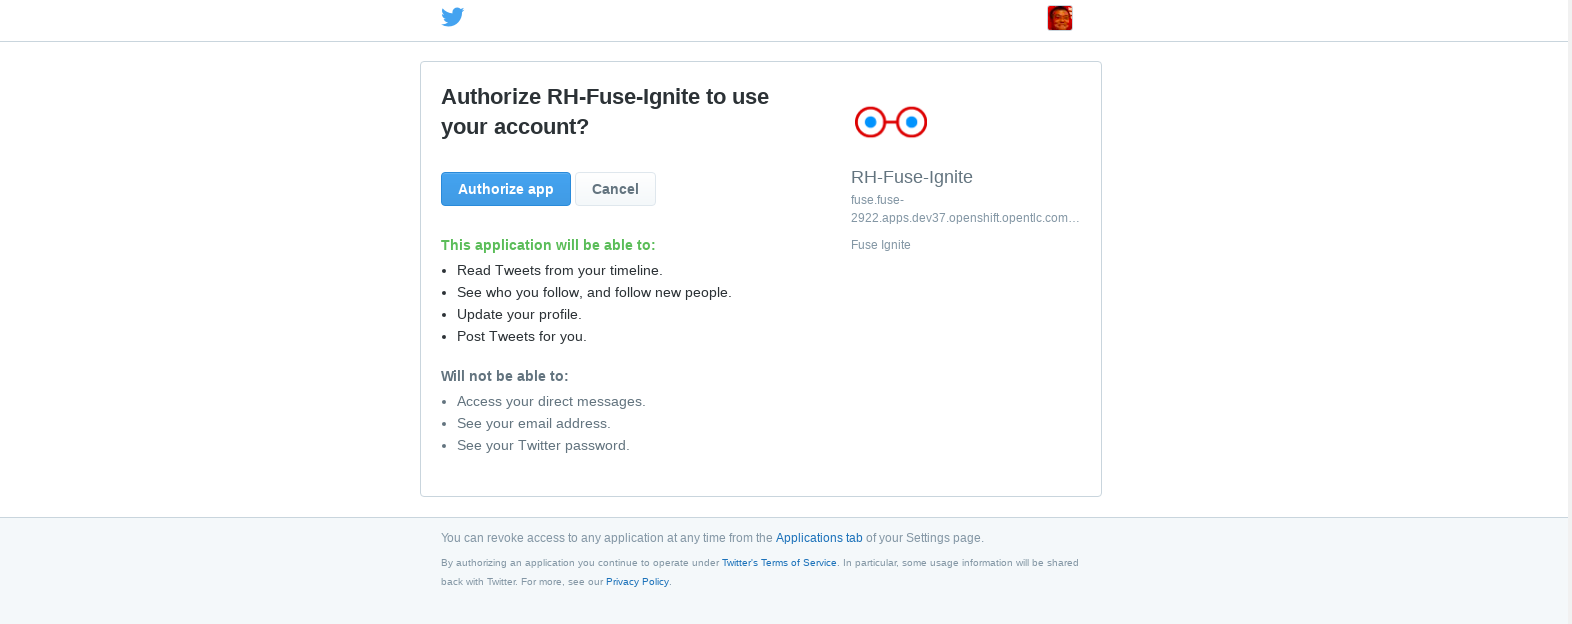 Authorize RH-Fuse-Ignite to use
your account?
Authorize app
Cancel
This application will be able to:
• Read Tweets from your timeline.
• See who you follow, and follow new people.
• Update your profile.
• Post Tweets for you.
Will not be able to:
• Access your direct messages.
• See your email address.
• See your Twitter password.
RH-Fuse-Ignite
fuse.fuse-
2922.apps.dev37.openshift.opentlc.com…
Fuse Ignite
You can revoke access to any application at any time from the Applications tab of your Settings page.
By authorizing an application you continue to operate under Twitter's Terms of Service. In particular, some usage information will be shared
back with Twitter. For more, see our Privacy Policy.